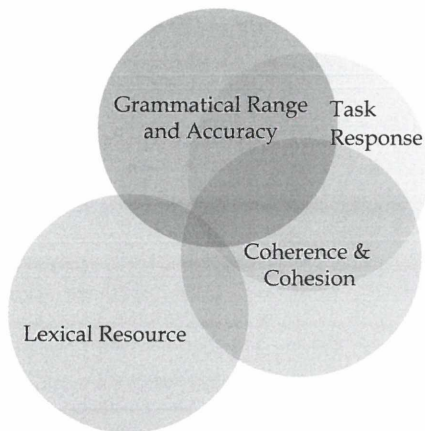 Grammatical Range
and Accuracy
Task
Response
Coherence &
Cohesion
Lexical Resource